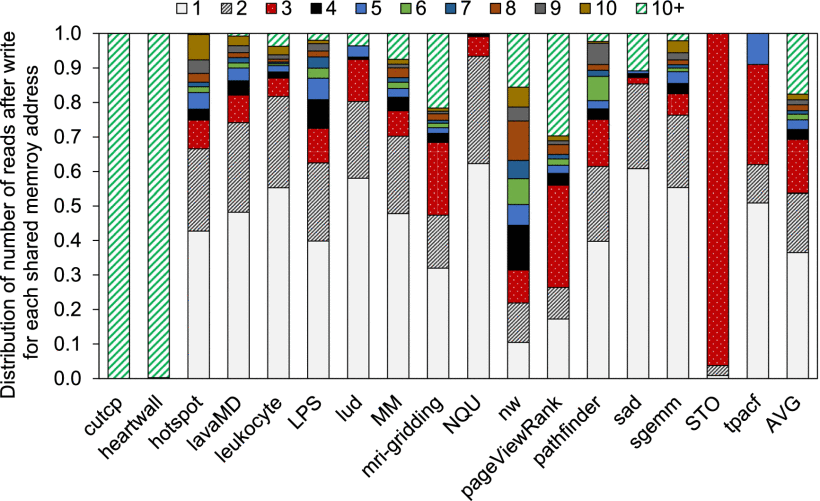 1 2 3 4 5 6 7 8 9 10 10+
Distribution of number of reads after write
for each shared memroy address
1.0
0.9
0.8
0.7
0.6
0.5
0.4
0.3
0.2
0.1
0.0
cutcp
heartwall
hotspot
lavaMD
leukocyte
LPS
lud
MM
mri-gridding
NQU
nw
pageViewRank
pathfinder
sad
sgemm
STO
tpacf
AVG